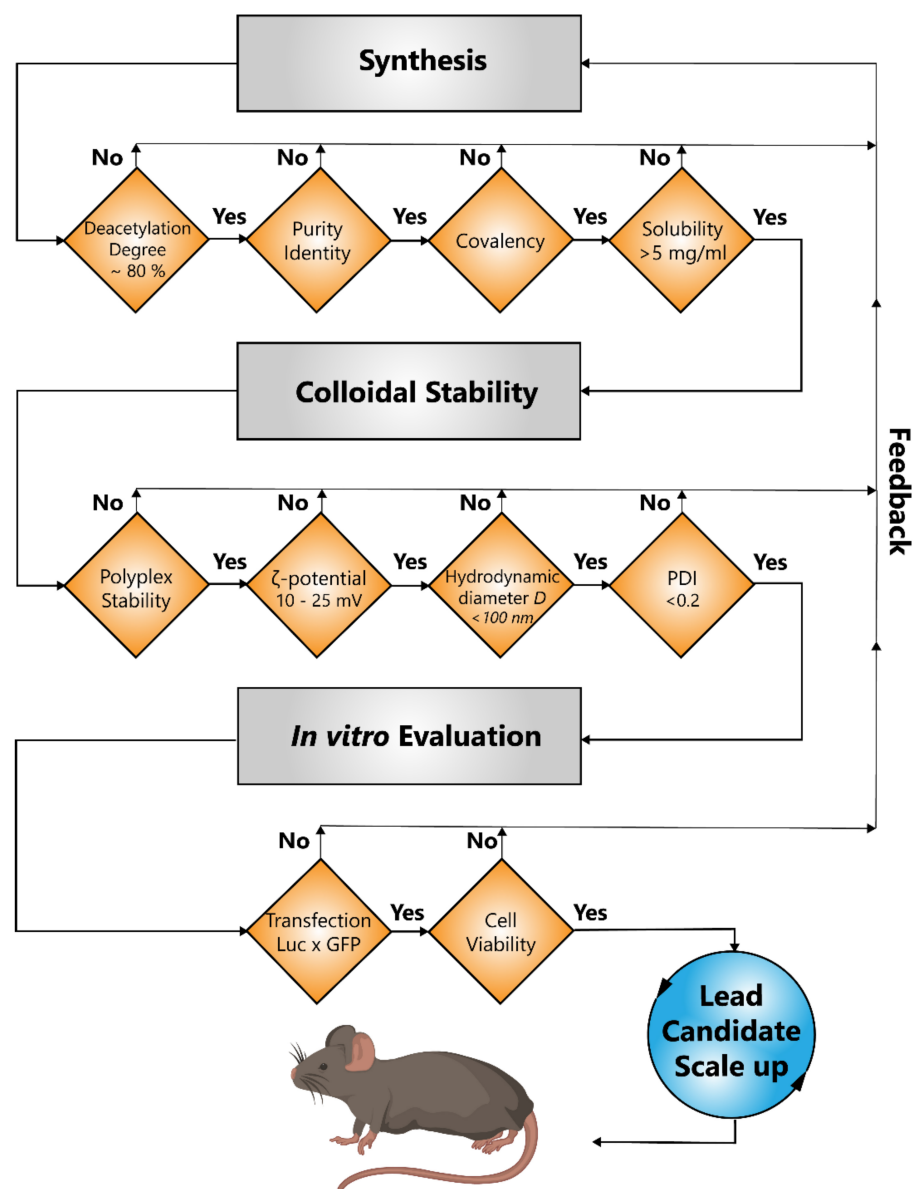 Synthesis
No
No
No
No
Deacetylation
Degree
~ 80 %
Yes
Purity
Identity
Yes
Covalency
Yes
Solubility
>5 mg/ml
Yes
Colloidal Stability
Feedback
No
No
No
No
Polyplex
Stability
Yes
ζ-potential
10 - 25 mV
Yes
Hydrodynamic
diameter D
<100 nm
Yes
PDI
<0.2
Yes
In vitro Evaluation
No
No
Transfection
Luc x GFP
Yes
Cell
Viability
Yes
Lead
Candidate
Scale up